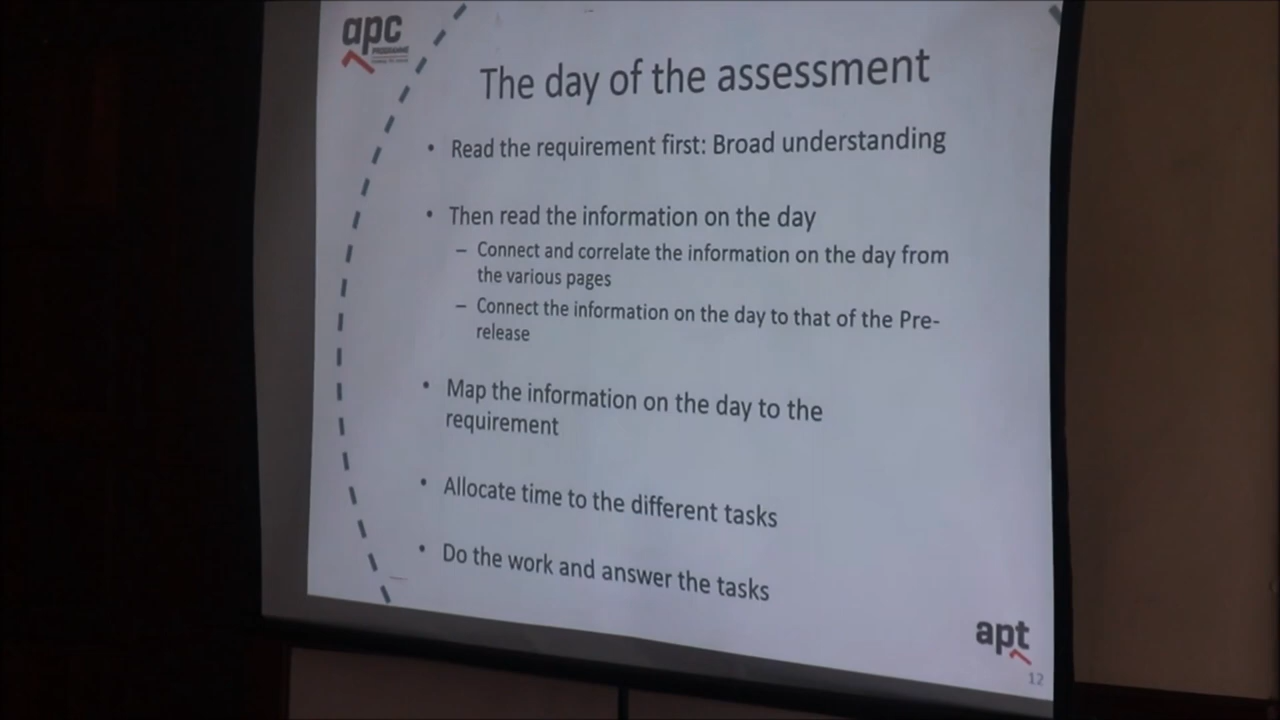 apc
PROGRAMME
The day of the assessment
• Read the requirement first: Broad understanding
• Then read the information on the day
– Connect and correlate the information on the day from
the various pages
– Connect the information on the day to that of the Pre-
release
• Map the information on the day to the
requirement
• Allocate time to the different tasks
• Do the work and answer the tasks
apt
12